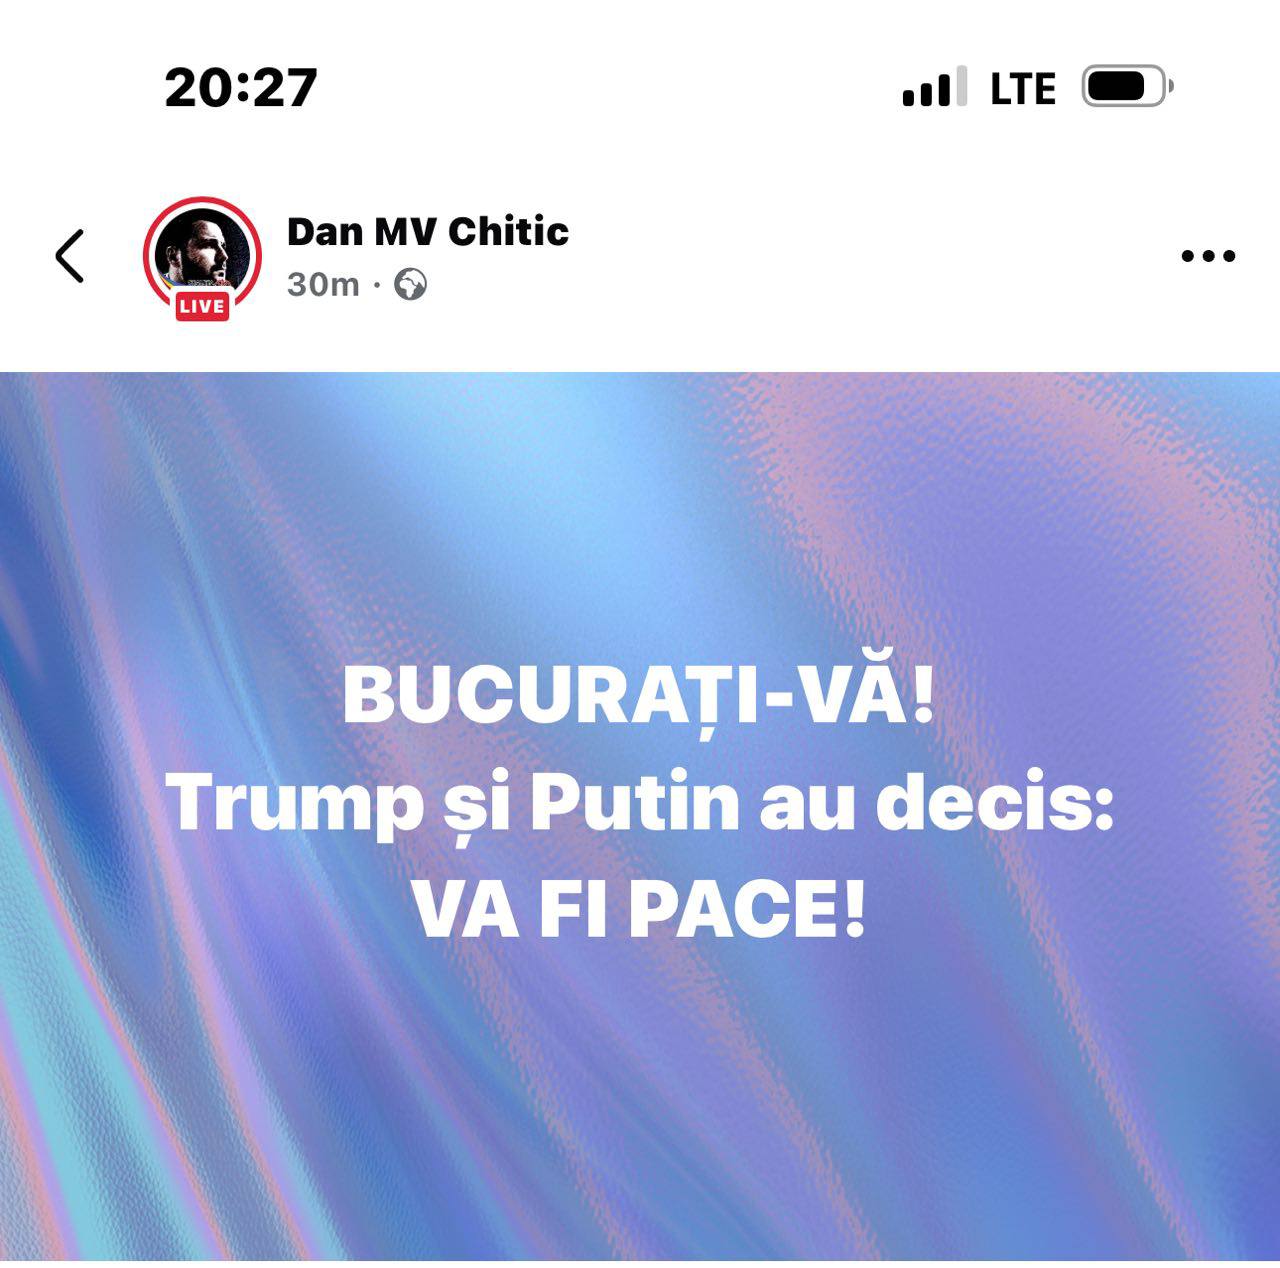 20:27 LTE
Dan MV Chitic
30m ·
LIVE
BUCURAȚI-VĂ!
Trump și Putin au decis:
VA FI PACE!